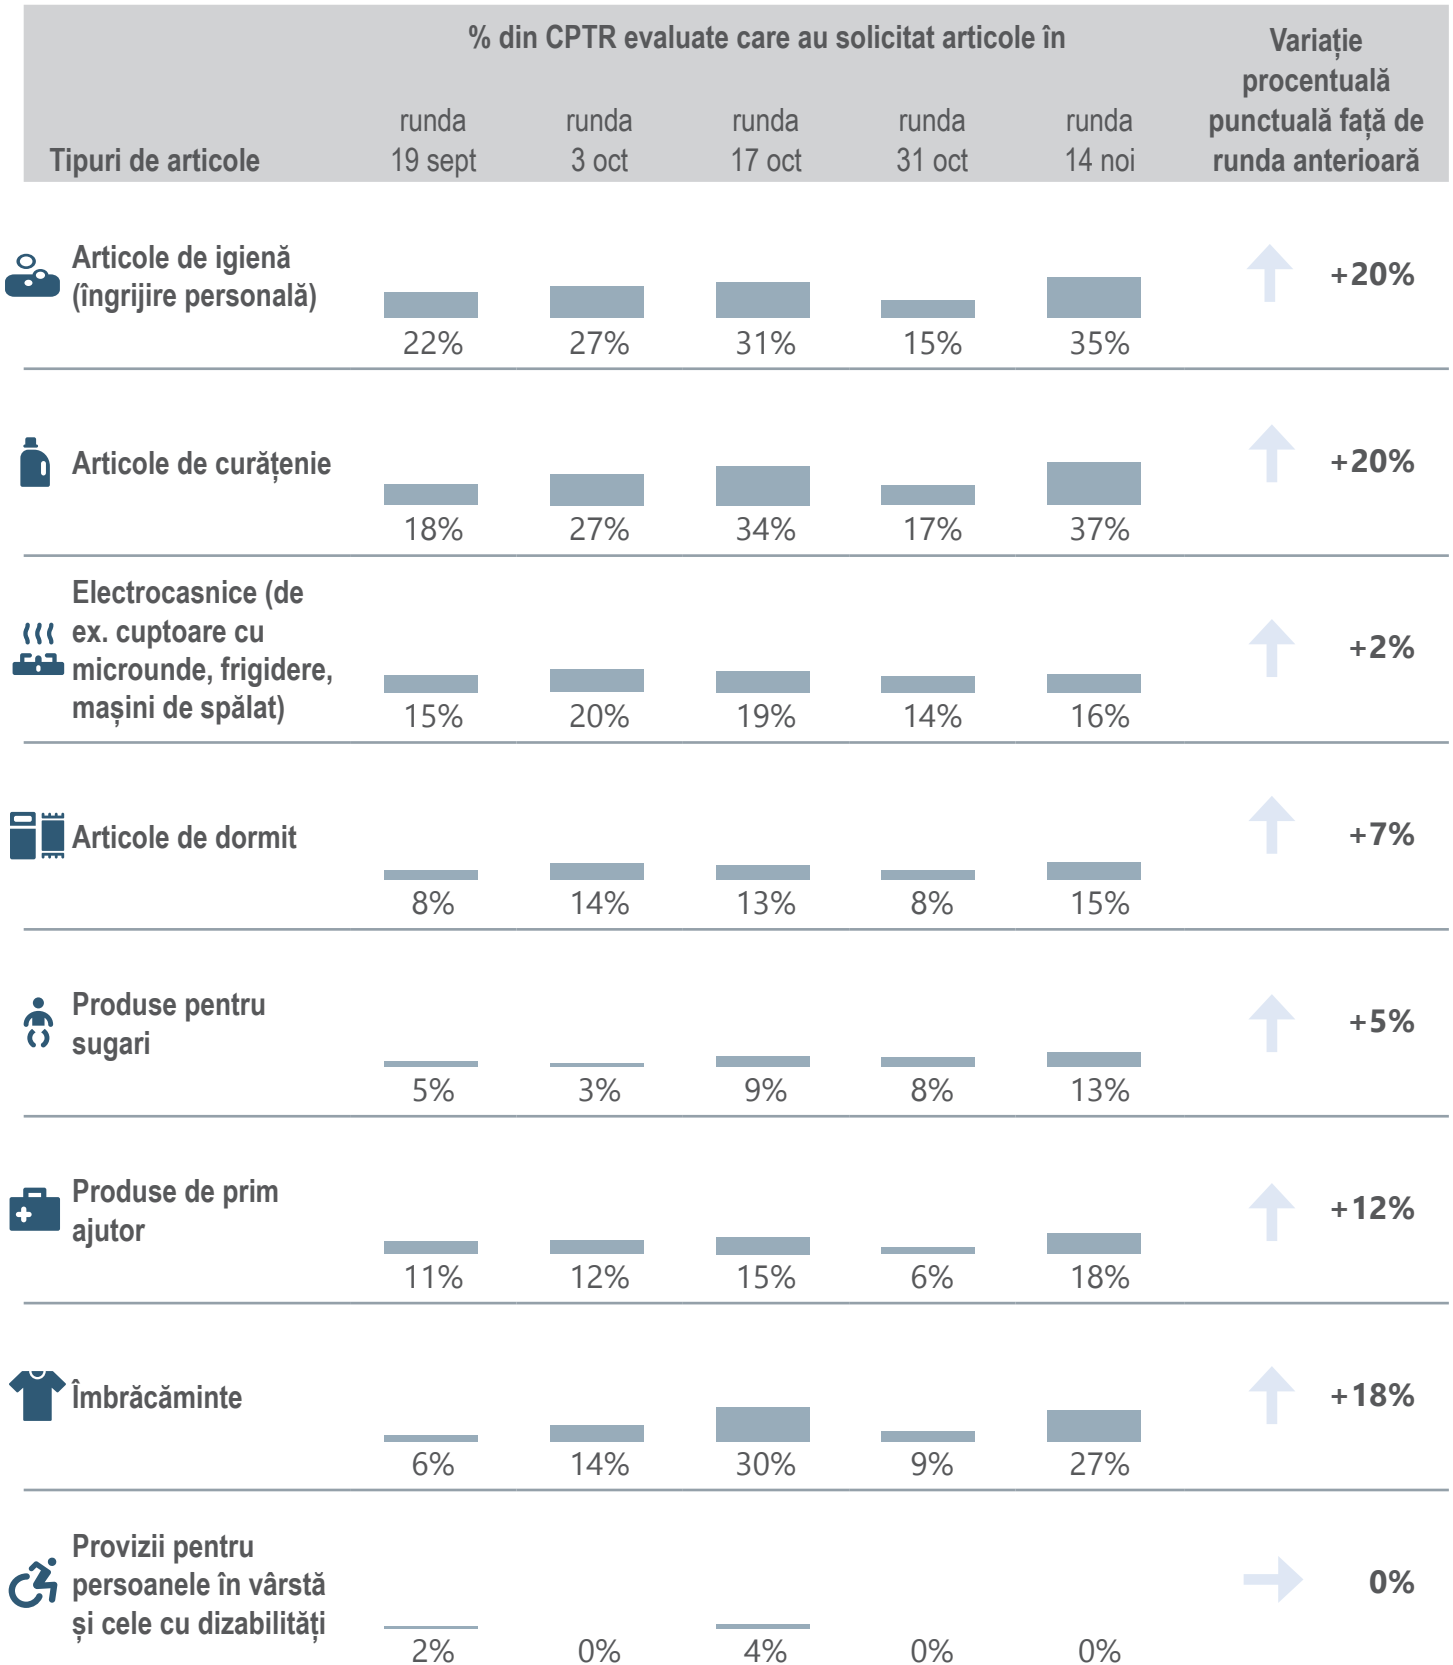 % din CPTR evaluate care au solicitat articole în
Variație
procentuală
punctuală față de
runda anterioară
runda runda runda runda runda
Tipuri de articole 19 sept 3 oct 17 oct 31 oct 14 noi
Articole de igienă
(îngrijire personală)
+20%
22% 27% 31% 15% 35%
Articole de curățenie
+20%
18% 27% 34% 17% 37%
Electrocasnice (de
ex. cuptoare cu
microunde, frigidere,
mașini de spălat)
+2%
15% 20% 19% 14% 16%
Articole de dormit
+7%
8% 14% 13% 8% 15%
Produse pentru
sugari
+5%
5% 3% 9% 8% 13%
Produse de prim
ajutor
+12%
11% 12% 15% 6% 18%
Îmbrăcăminte
+18%
6% 14% 30% 9% 27%
Provizii pentru
persoanele în vârstă
și cele cu dizabilități
0%
2% 0% 4% 0% 0%